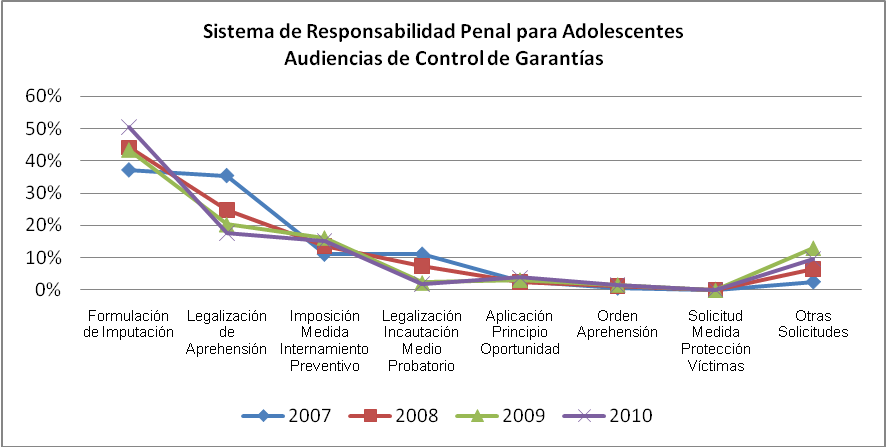 Sistema de Responsabilidad Penal para Adolescentes
Audiencias de Control de Garantías
60%
50%
40%
30%
20%
10%
0%
Formulación
de Imputación
Legalización
de
Aprehensión
Imposición
Medida
Internamiento
Preventivo
Legalización
Incautación
Medio
Probatorio
Aplicación
Principio
Oportunidad
Orden
Aprehensión
Solicitud
Medida
Protección
Víctimas
Otras
Solicitudes
2007 2008 2009 2010